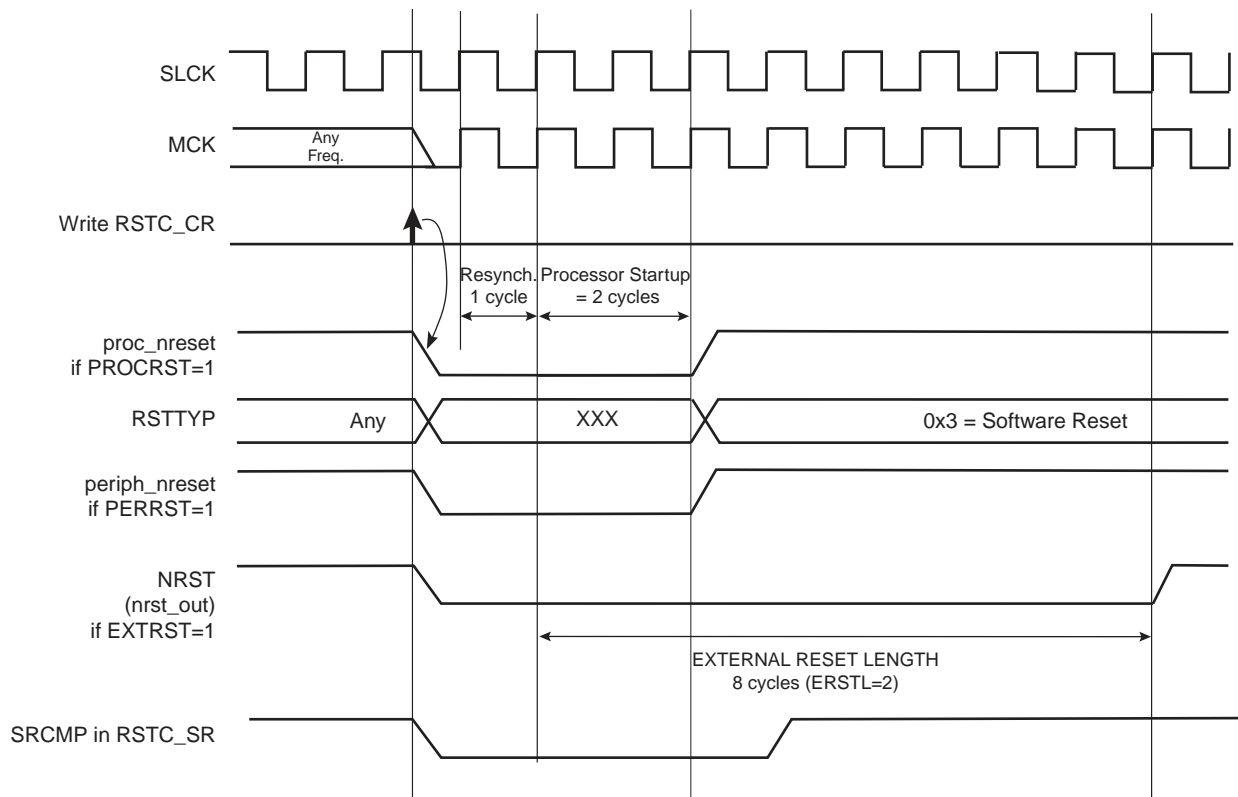 SLCK
MCK
Any
Freq.
Write RSTC_CR
Resynch.
1 cycle
Processor Startup
= 2 cycles
proc_nreset
if PROCRST=1
RSTTYP
Any
XXX
0x3 = Software Reset
periph_nreset
if PERRST=1
NRST
(nrst_out)
if EXTRST=1
EXTERNAL RESET LENGTH
8 cycles (ERSTL=2)
SRCMP in RSTC_SR